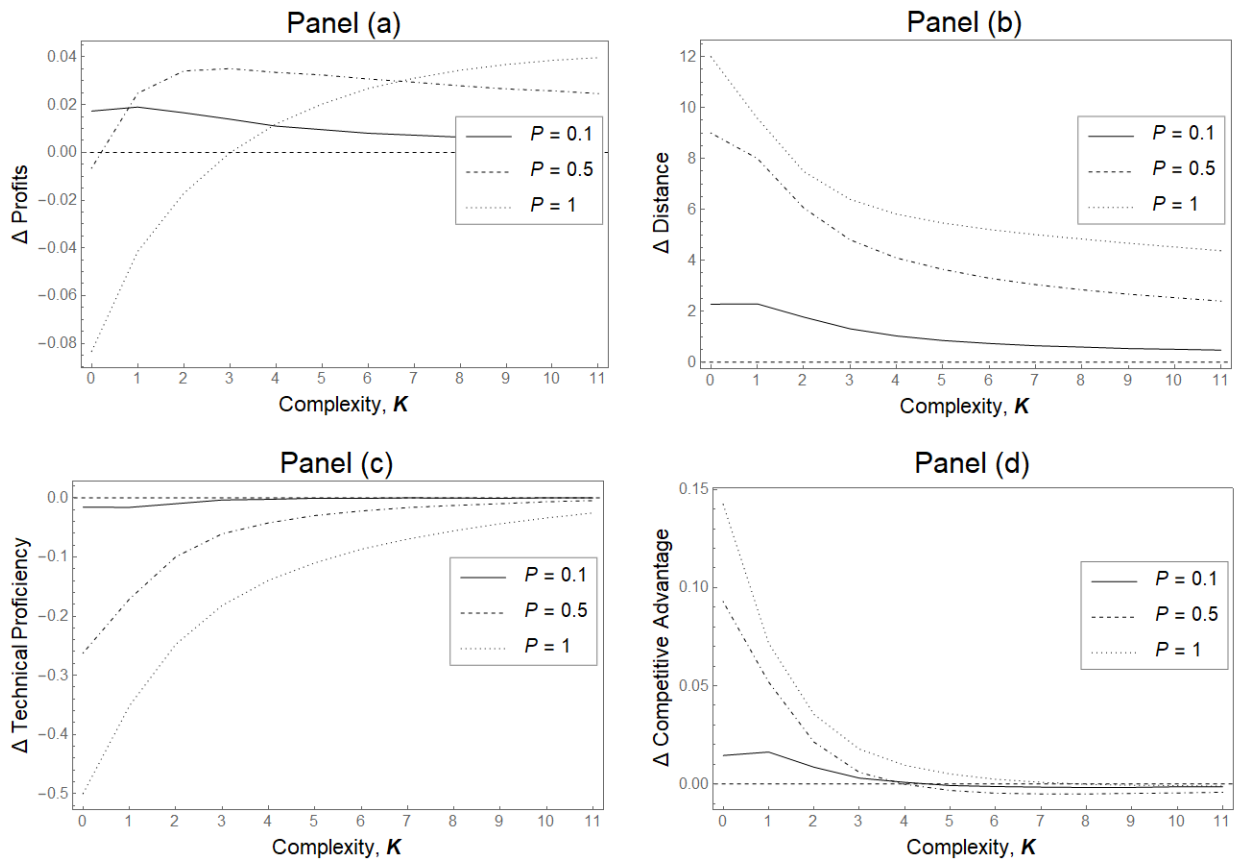 Panel (a)
Δ Profits
0.04
0.02
0.00
−0.02
−0.04
−0.06
−0.08
P = 0.1
P = 0.5
P = 1
0 1 2 3 4 5 6 7 8 9 10 11
Complexity, K
Panel (b)
Δ Distance
12
10
8
6
4
2
0
P = 0.1
P = 0.5
P = 1
0 1 2 3 4 5 6 7 8 9 10 11
Complexity, K
Panel (c)
Δ Technical Proficiency
0.0
-0.1
-0.2
-0.3
-0.4
-0.5
P = 0.1
P = 0.5
P = 1
0 1 2 3 4 5 6 7 8 9 10 11
Complexity, K
Panel (d)
Δ Competitive Advantage
0.15
0.10
0.05
0.00
P = 0.1
P = 0.5
P = 1
0 1 2 3 4 5 6 7 8 9 10 11
Complexity, K